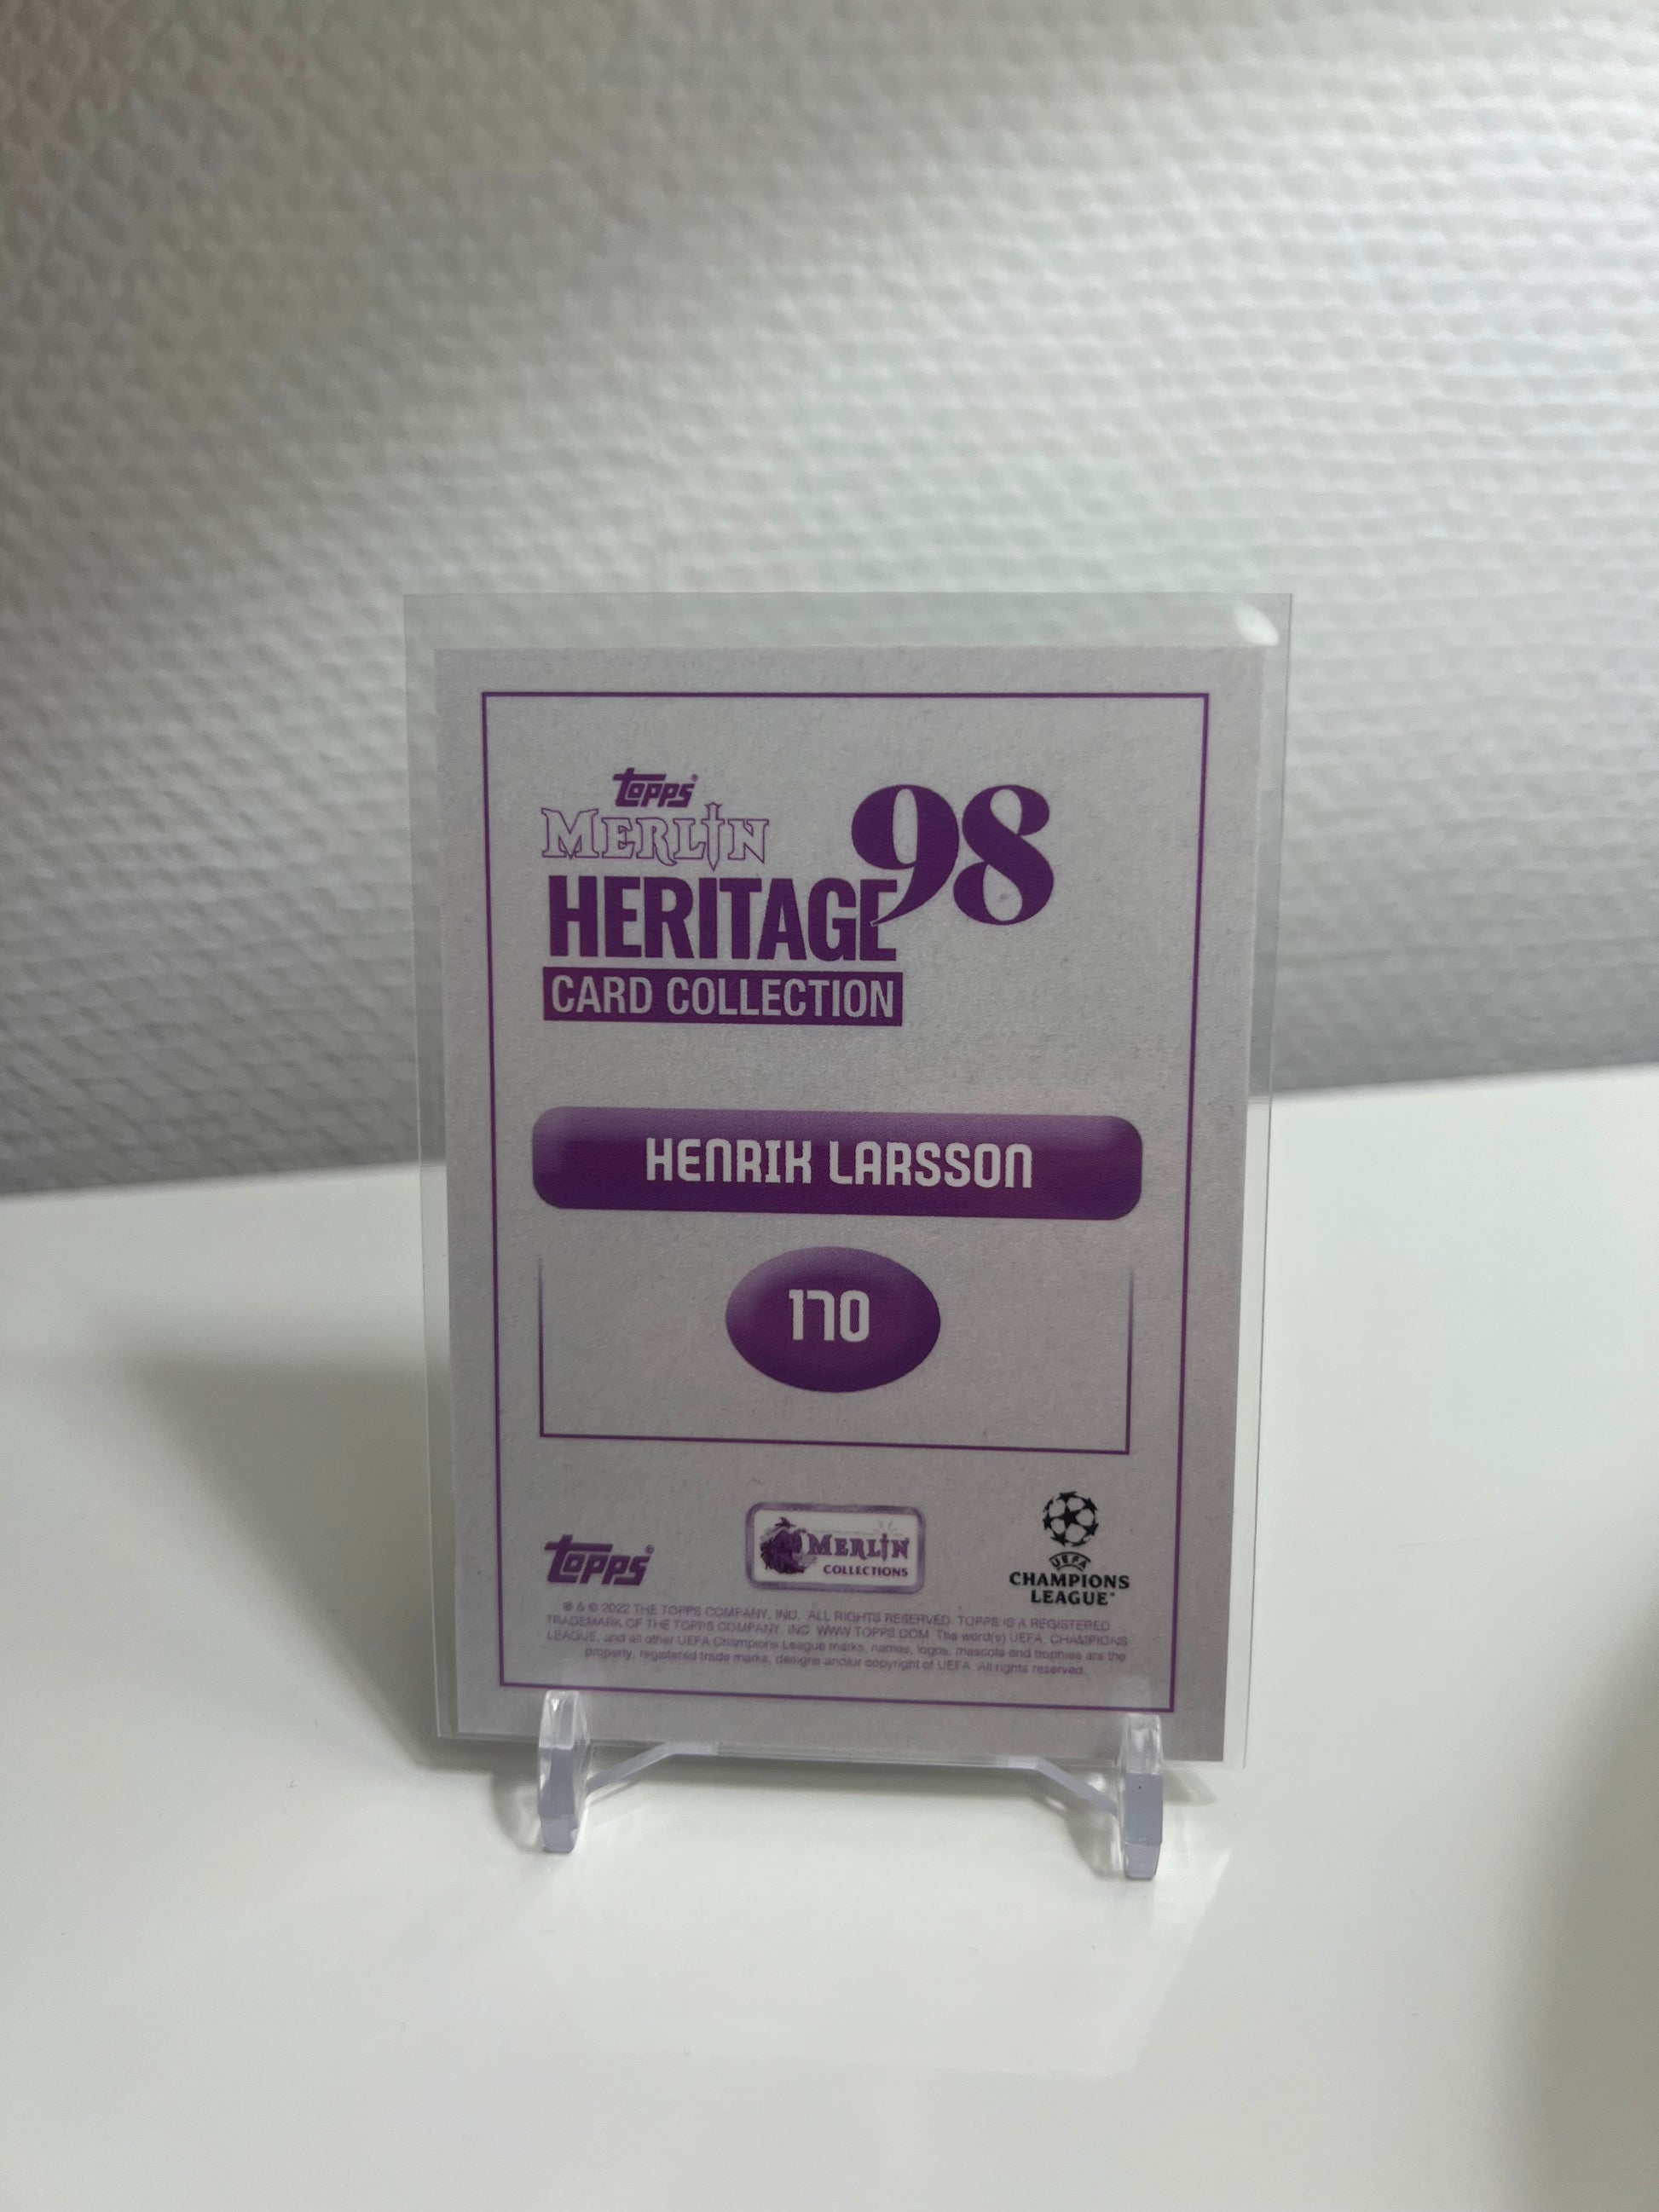 topps®
MERLIN
98
HERITAGE
CARD COLLECTION
HENRIK LARSSON
170
topps®
MERLIN
COLLECTIONS
UEFA
CHAMPIONS
LEAGUE™
® & © 2022 THE TOPPS COMPANY, INC. ALL RIGHTS RESERVED. TOPPS IS A REGISTERED
TRADEMARK OF THE TOPPS COMPANY, INC. WWW.TOPPS.COM. The word(s) UEFA, CHAMPIONS
LEAGUE, and all other UEFA Champions League marks, names, logos, mascots and trophies are the
property, registered trade marks, designs and/or copyright of UEFA. All rights reserved.